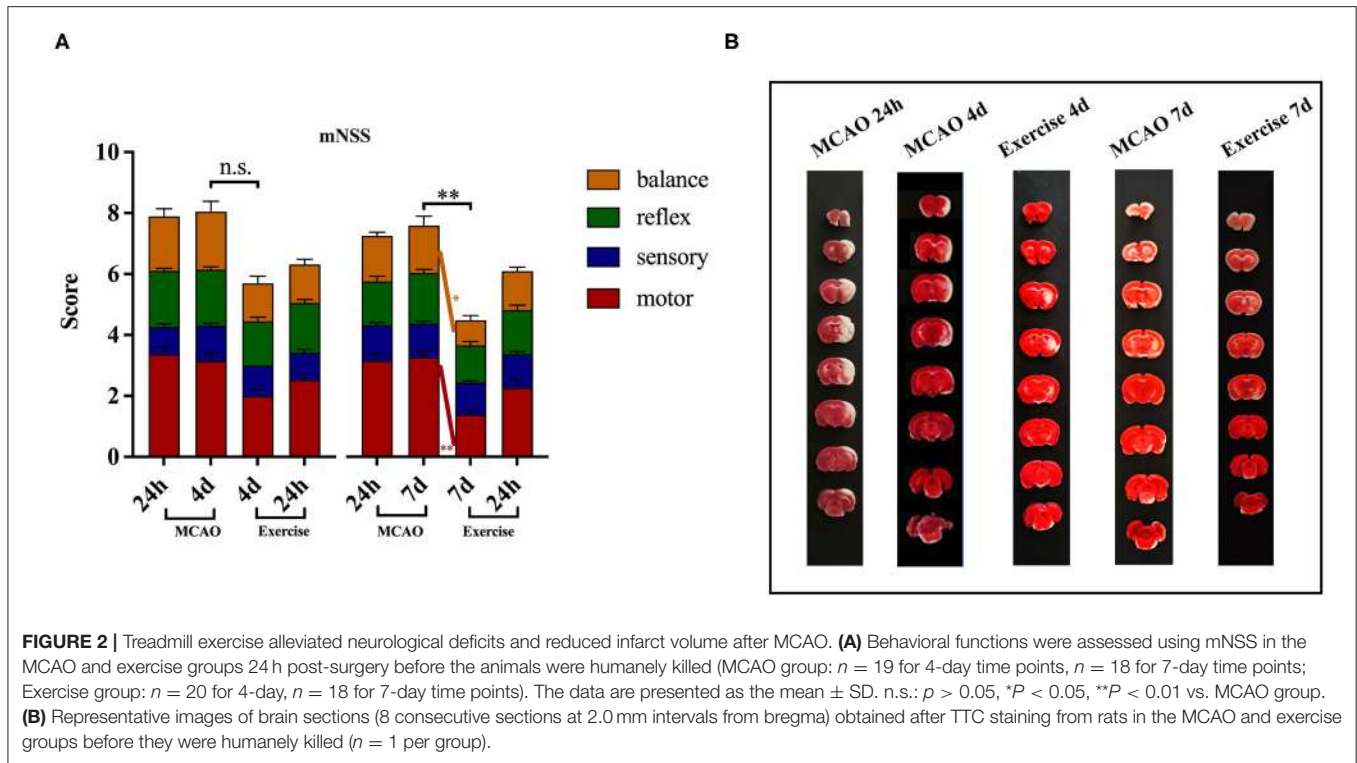 A
B
mNSS
10
8
6
4
2
0
Score
n.s.
**
*
**
balance
reflex
sensory
motor
24h
4d
4d
24h
24h
7d
7d
24h
MCAO
Exercise
MCAO
Exercise
MCAO 24h
MCAO 4d
Exercise 4d
MCAO 7d
Exercise 7d
FIGURE 2 | Treadmill exercise alleviated neurological deficits and reduced infarct volume after MCAO. (A) Behavioral functions were assessed using mNSS in the
MCAO and exercise groups 24 h post-surgery before the animals were humanely killed (MCAO group: n = 19 for 4-day time points, n = 18 for 7-day time points;
Exercise group: n = 20 for 4-day, n = 18 for 7-day time points). The data are presented as the mean ± SD. n.s.: p > 0.05, *P < 0.05, **P < 0.01 vs. MCAO group.
(B) Representative images of brain sections (8 consecutive sections at 2.0 mm intervals from bregma) obtained after TTC staining from rats in the MCAO and exercise
groups before they were humanely killed (n = 1 per group).